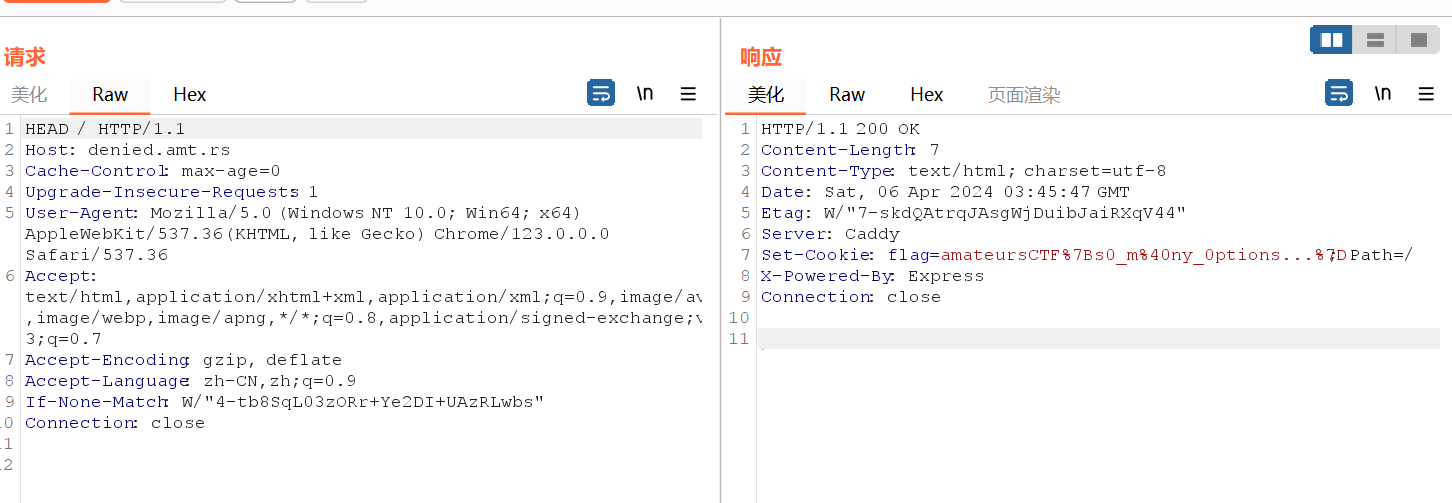 请求
美化 Raw Hex \n
1 HEAD / HTTP/1.1
2 Host: denied.amt.rs
3 Cache-Control: max-age=0
4 Upgrade-Insecure-Requests: 1
5 User-Agent: Mozilla/5.0 (Windows NT 10.0; Win64; x64)
AppleWebKit/537.36 (KHTML, like Gecko) Chrome/123.0.0.0
Safari/537.36
6 Accept:
text/html,application/xhtml+xml,application/xml;q=0.9,image/av
,image/webp,image/apng,*/*;q=0.8,application/signed-exchange;v
3;q=0.7
7 Accept-Encoding: gzip, deflate
8 Accept-Language: zh-CN,zh;q=0.9
9 If-None-Match: W/"4-tb8SqL03zORr+Ye2DI+UAzRLwbs"
0 Connection: close
1
2
响应
美化 Raw Hex 页面渲染 \n
1 HTTP/1.1 200 OK
2 Content-Length: 7
3 Content-Type: text/html; charset=utf-8
4 Date: Sat, 06 Apr 2024 03:45:47 GMT
5 Etag: W/"7-skdQAtrqJAsgWjDuibJaiRXqV44"
6 Server: Caddy
7 Set-Cookie: flag=amateursCTF%7Bs0_m%40ny_0ptions...%7D; Path=/
8 X-Powered-By: Express
9 Connection: close
10
11